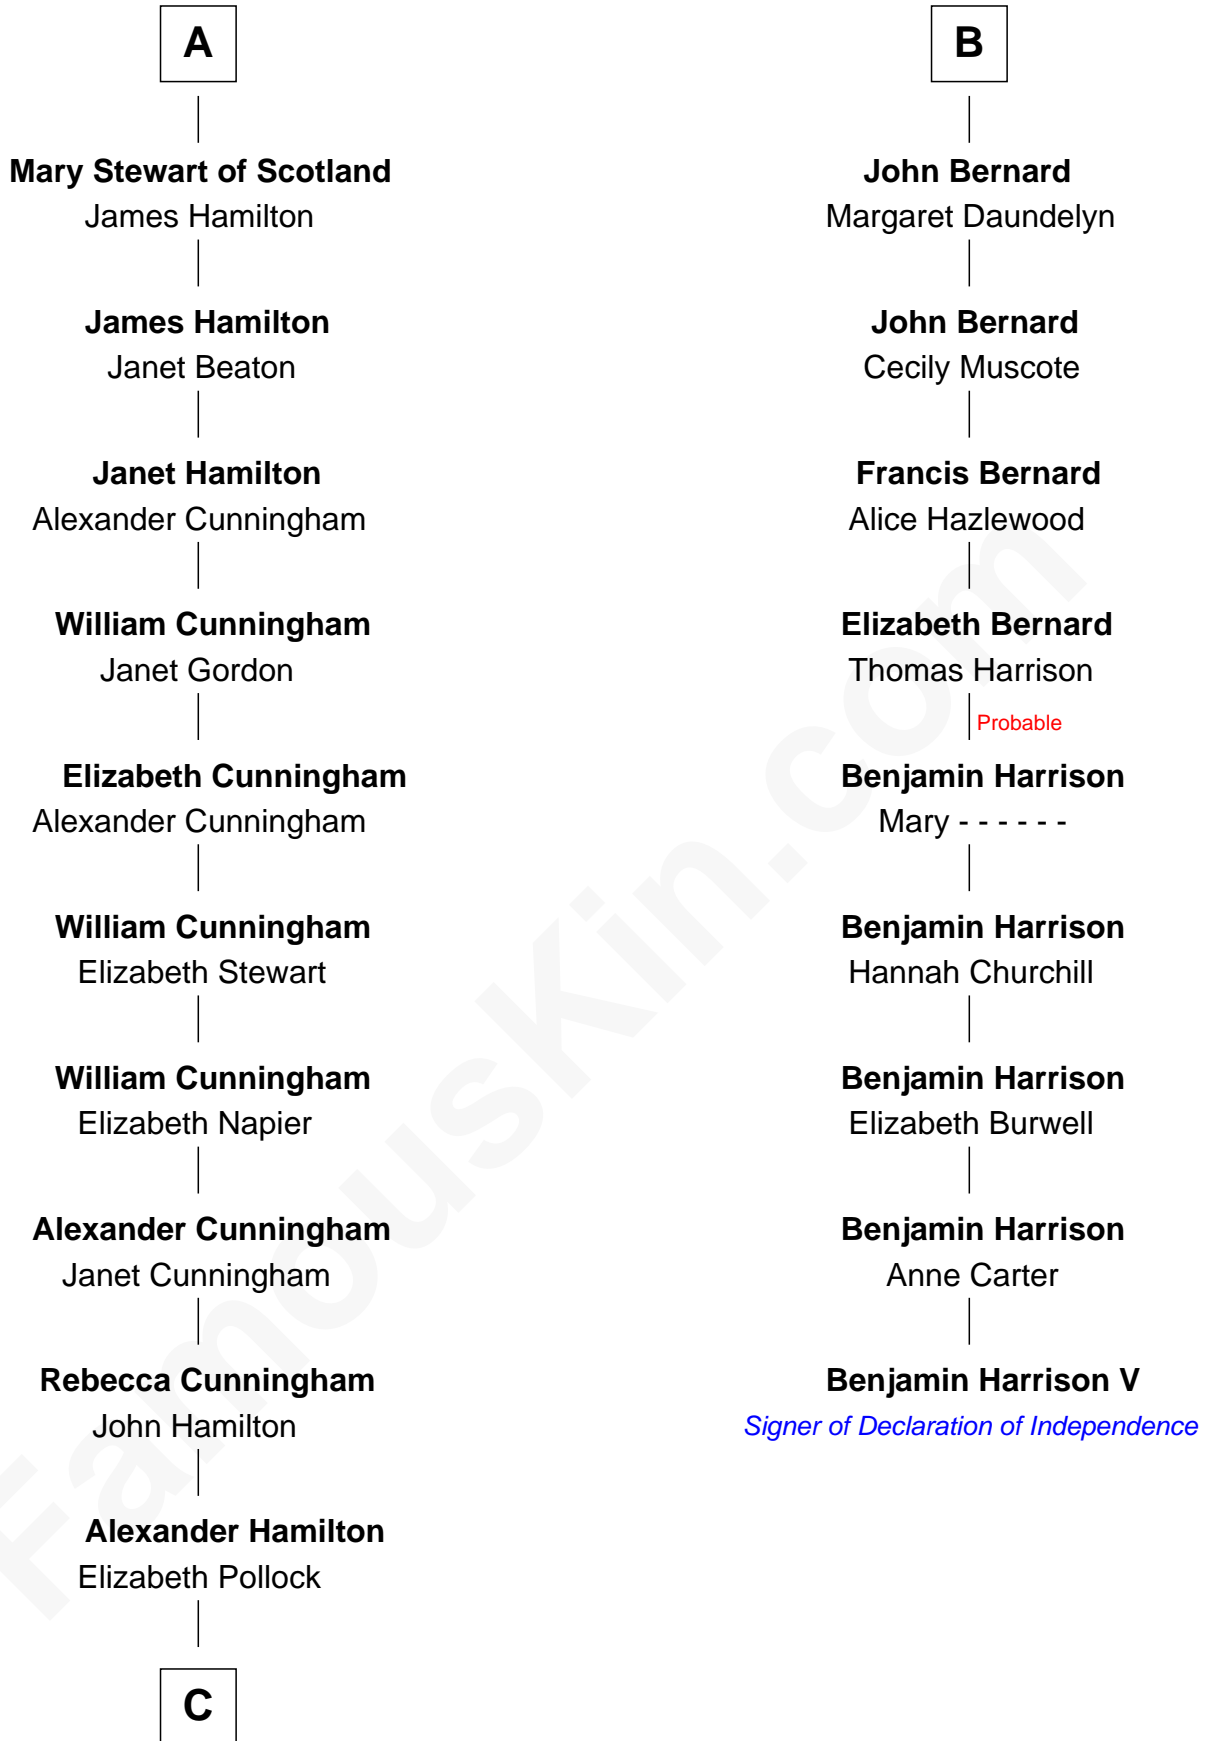 A
Mary Stewart of Scotland
James Hamilton
James Hamilton
Janet Beaton
Janet Hamilton
Alexander Cunningham
William Cunningham
Janet Gordon
Elizabeth Cunningham
Alexander Cunningham
William Cunningham
Elizabeth Stewart
William Cunningham
Elizabeth Napier
Alexander Cunningham
Janet Cunningham
Rebecca Cunningham
John Hamilton
Alexander Hamilton
Elizabeth Pollock
C
B
John Bernard
Margaret Daundelyn
John Bernard
Cecily Muscote
Francis Bernard
Alice Hazlewood
Elizabeth Bernard
Thomas Harrison
Probable
Benjamin Harrison
Mary - - - - - -
Benjamin Harrison
Hannah Churchill
Benjamin Harrison
Elizabeth Burwell
Benjamin Harrison
Anne Carter
Benjamin Harrison V
Signer of Declaration of Independence
FamousKin.com